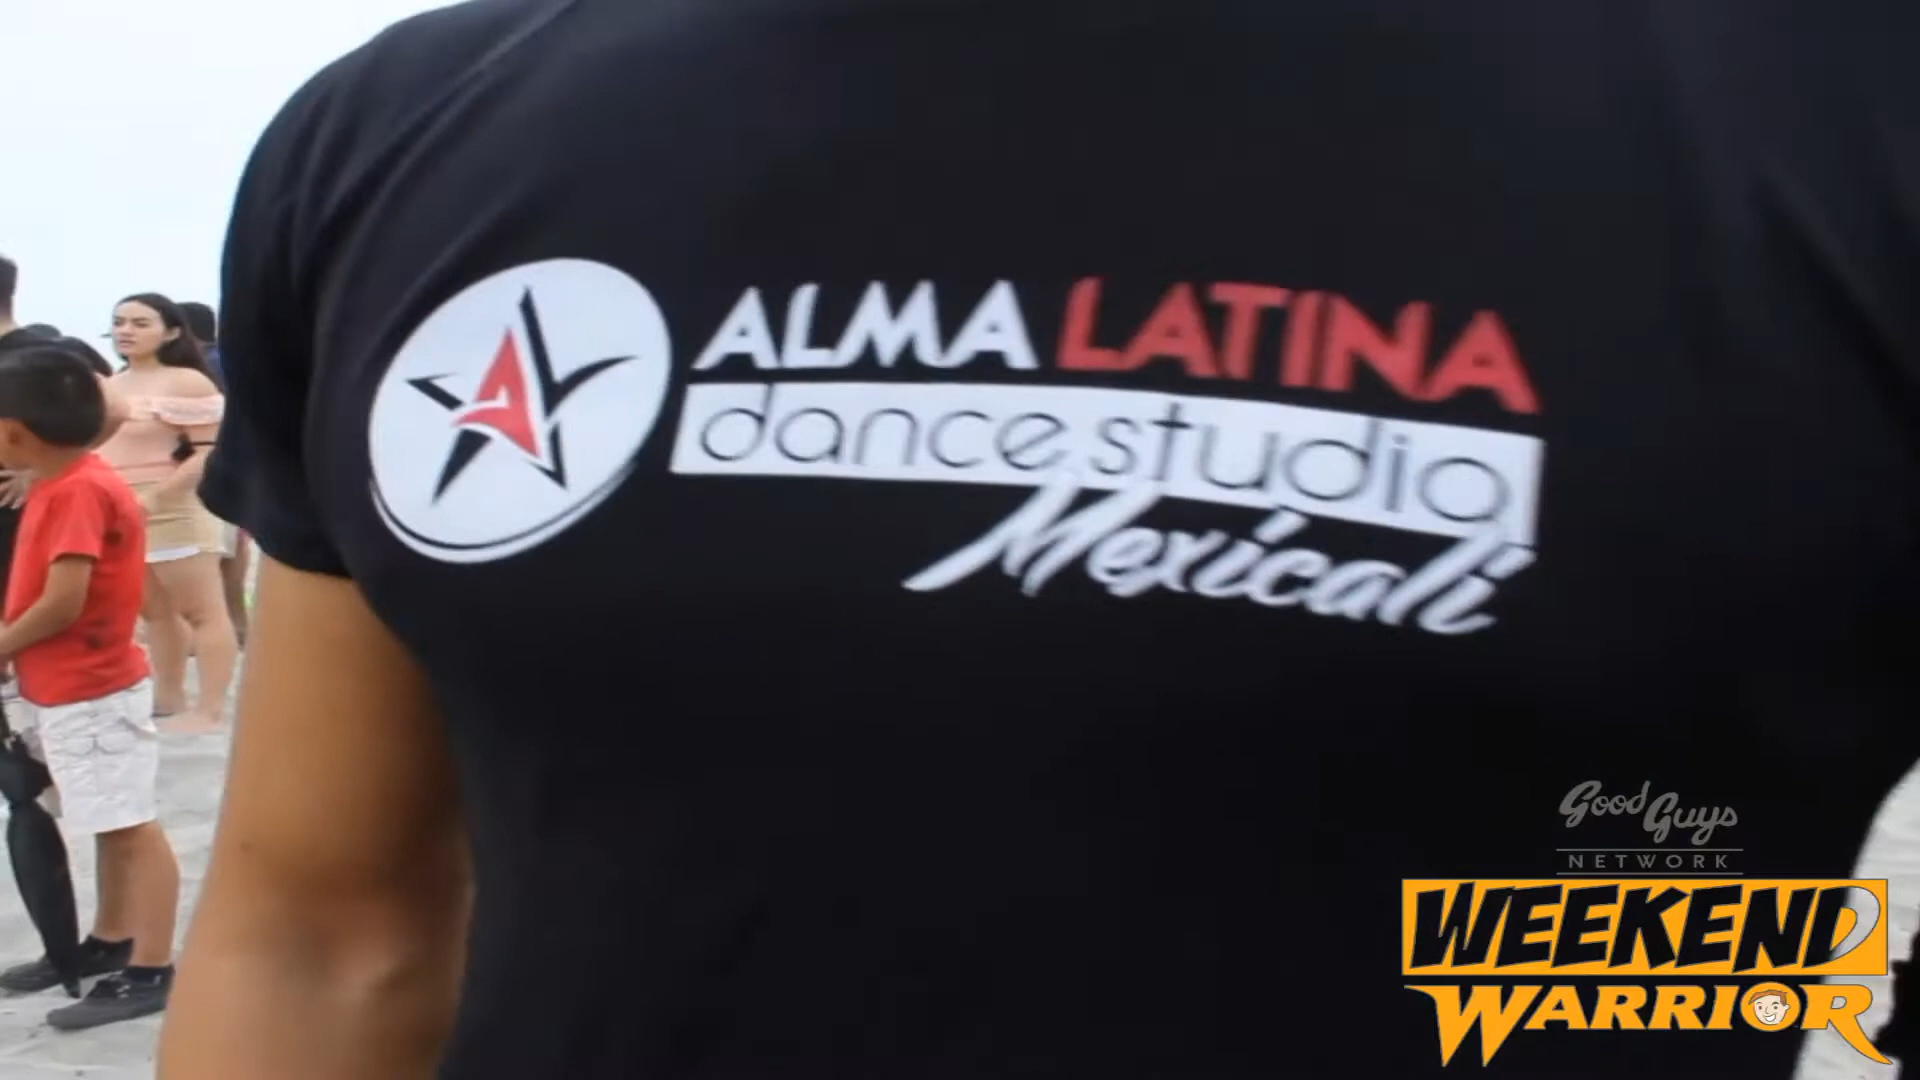 ALMA LATINA
dance studio
Mexicali
Good Guys
NETWORK
WEEKEND
WARRIOR